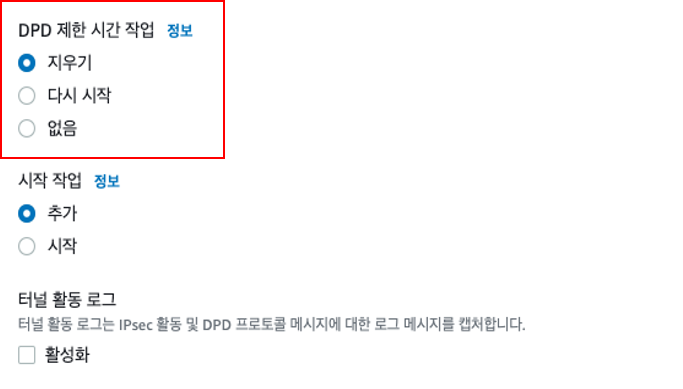 DPD 제한 시간 작업 정보
지우기
다시 시작
없음
시작 작업 정보
추가
시작
터널 활동 로그
터널 활동 로그는 IPsec 활동 및 DPD 프로토콜 메시지에 대한 로그 메시지를 캡처합니다.
활성화